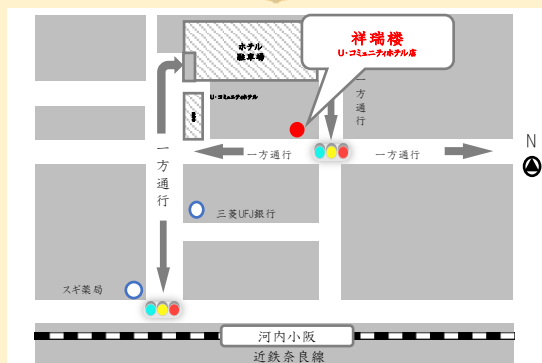 祥瑞楼
U・コミュニティホテル店
ホテル
駐車場
U・コミュニティホテル
一方通行
一方通行
一方通行
一方通行
N
三菱UFJ銀行
スギ薬局
河内小阪
近鉄奈良線